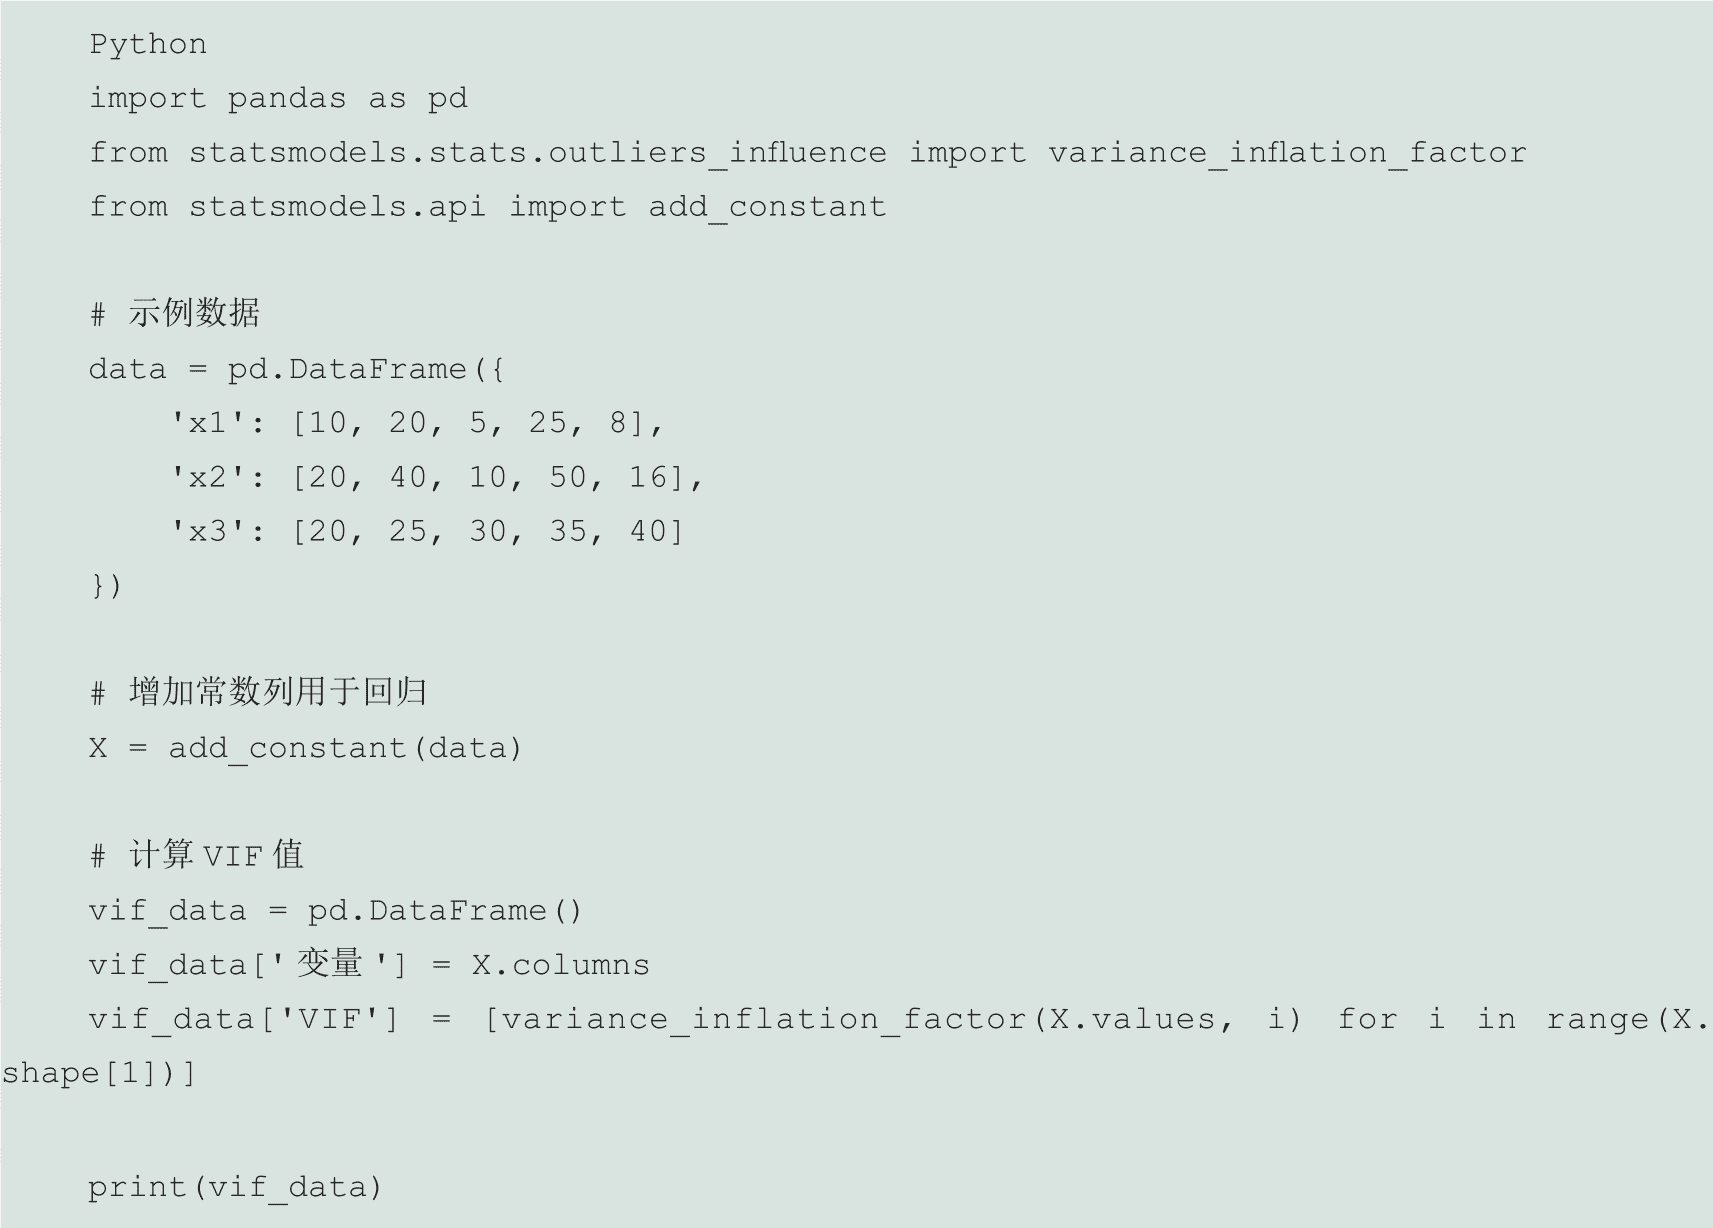 Python
import pandas as pd
from statsmodels.stats.outliers_influence import variance_inflation_factor
from statsmodels.api import add_constant
# 示例数据
data = pd.DataFrame({
    'x1': [10, 20, 5, 25, 8],
    'x2': [20, 40, 10, 50, 16],
    'x3': [20, 25, 30, 35, 40]
})
# 增加常数列用于回归
X = add_constant(data)
# 计算 VIF 值
vif_data = pd.DataFrame()
vif_data[' 变量 '] = X.columns
vif_data['VIF'] = [variance_inflation_factor(X.values, i) for i in range(X.
shape[1])]
print(vif_data)